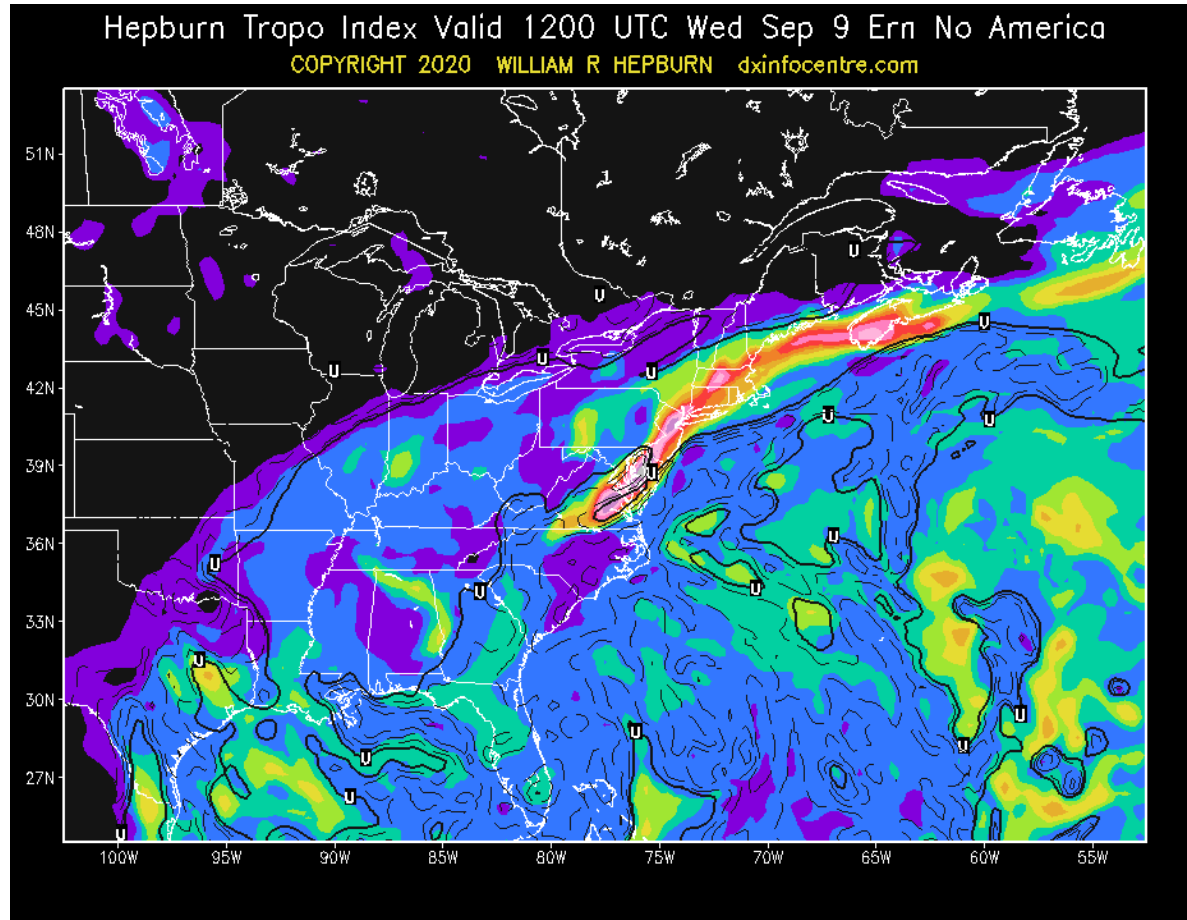 Hepburn Tropo Index Valid 1200 UTC Wed Sep 9 Ern No America
COPYRIGHT 2020 WILLIAM R HEPBURN dxinfocentre.com
51N
48N
U
U
45N
U
U
U
U
42N
U
U
U
39N
U
36N
U
U
U
U
33N
U
30N
U
U
U
U
27N
U
U
100W 95W 90W 85W 80W 75W 70W 65W 60W 55W